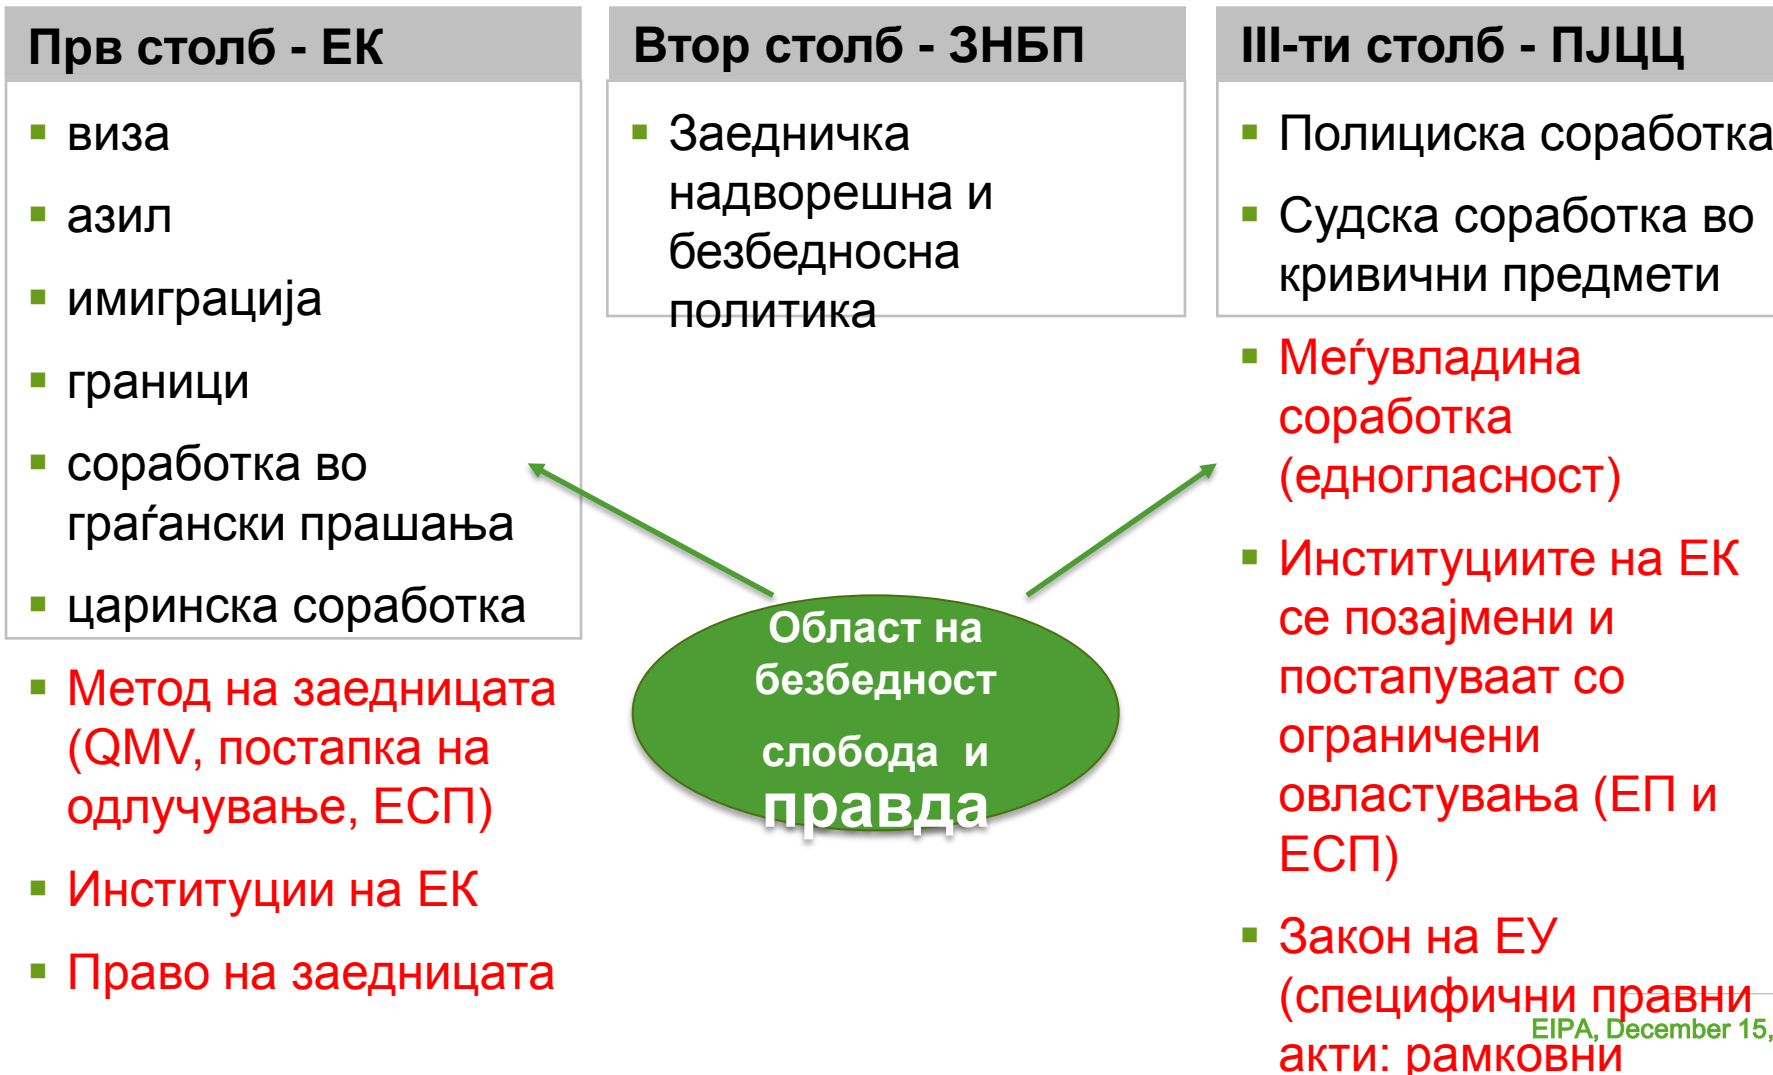 Прв столб - ЕК
виза
азил
имиграција
граници
соработка во
граѓански прашања
царинска соработка
Метод на заедницата
(QMV, постапка на
одлучување, ЕСП)
Институции на ЕК
Право на заедницата
Втор столб - ЗНБП
Заедничка
надворешна и
безбедносна
политика
Област на
безбедност
слобода и
правда
III-ти столб - ПЈЦЦ
Полициска соработка
Судска соработка во
кривични предмети
Меѓувладина
соработка
(едногласност)
Институциите на ЕК
се позајмени и
постапуваат со
ограничени
овластувања (ЕП и
ЕСП)
Закон на ЕУ
(специфични правни
акти: рамковни
EIPA, December 15,